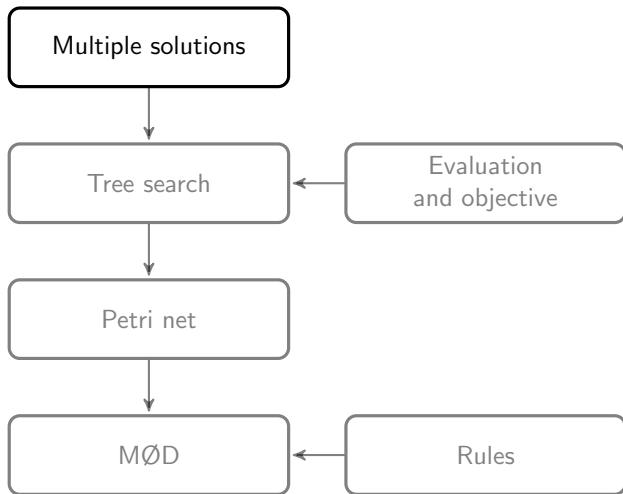 Multiple solutions
Tree search
Evaluation
and objective
Petri net
MØD
Rules